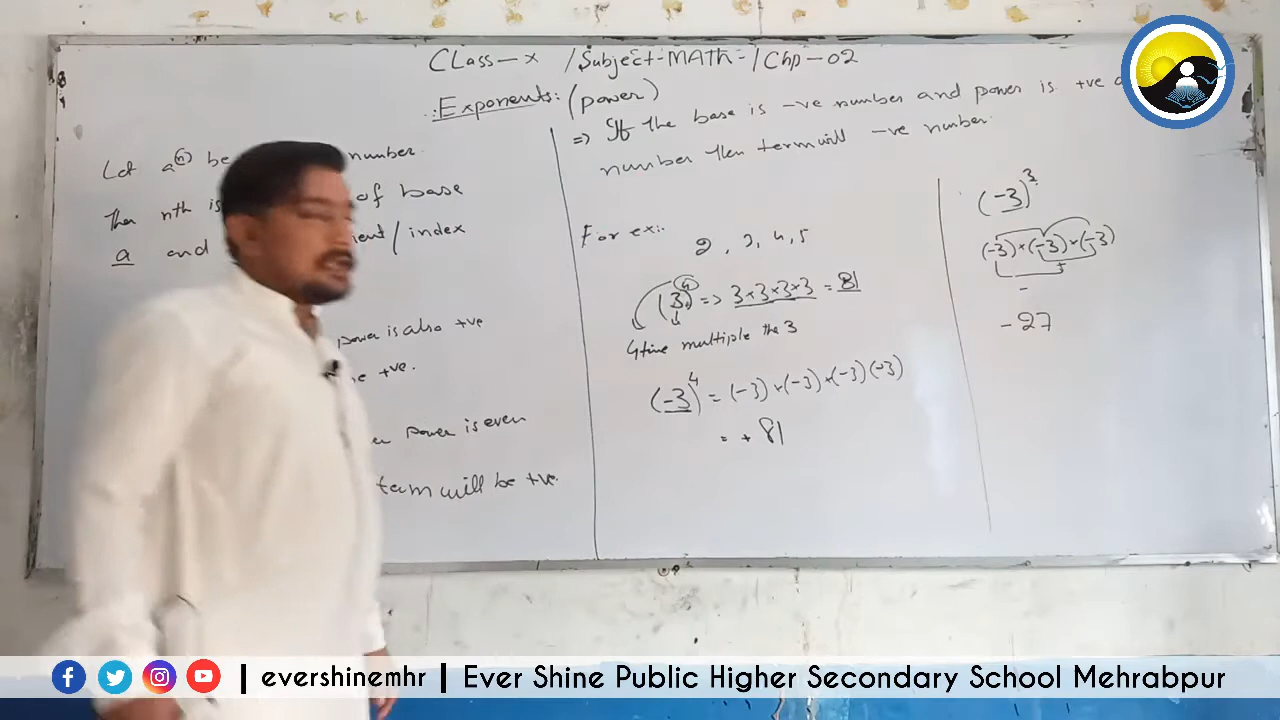 CLass-X /Subject-MATH-/Chp-02
Exponents: (power)
Let a⁽ⁿ⁾ be number.
Then nth is of base
a and ient/index
power is also +ve
e +ve.
Power is even
term will be +ve.
=> If The base is -ve number and power is +ve
number then term will -ve number.
For ex:
2, 3, 4, 5
(3)⁴ => 3×3×3×3 = 81
4time multiple the 3
(-3)⁴ = (-3)×(-3)×(-3)(-3)
= + 81
(-3)³
(-3)×(-3)×(-3)
+
-
-27
evershinemhr | Ever Shine Public Higher Secondary School Mehrabpur